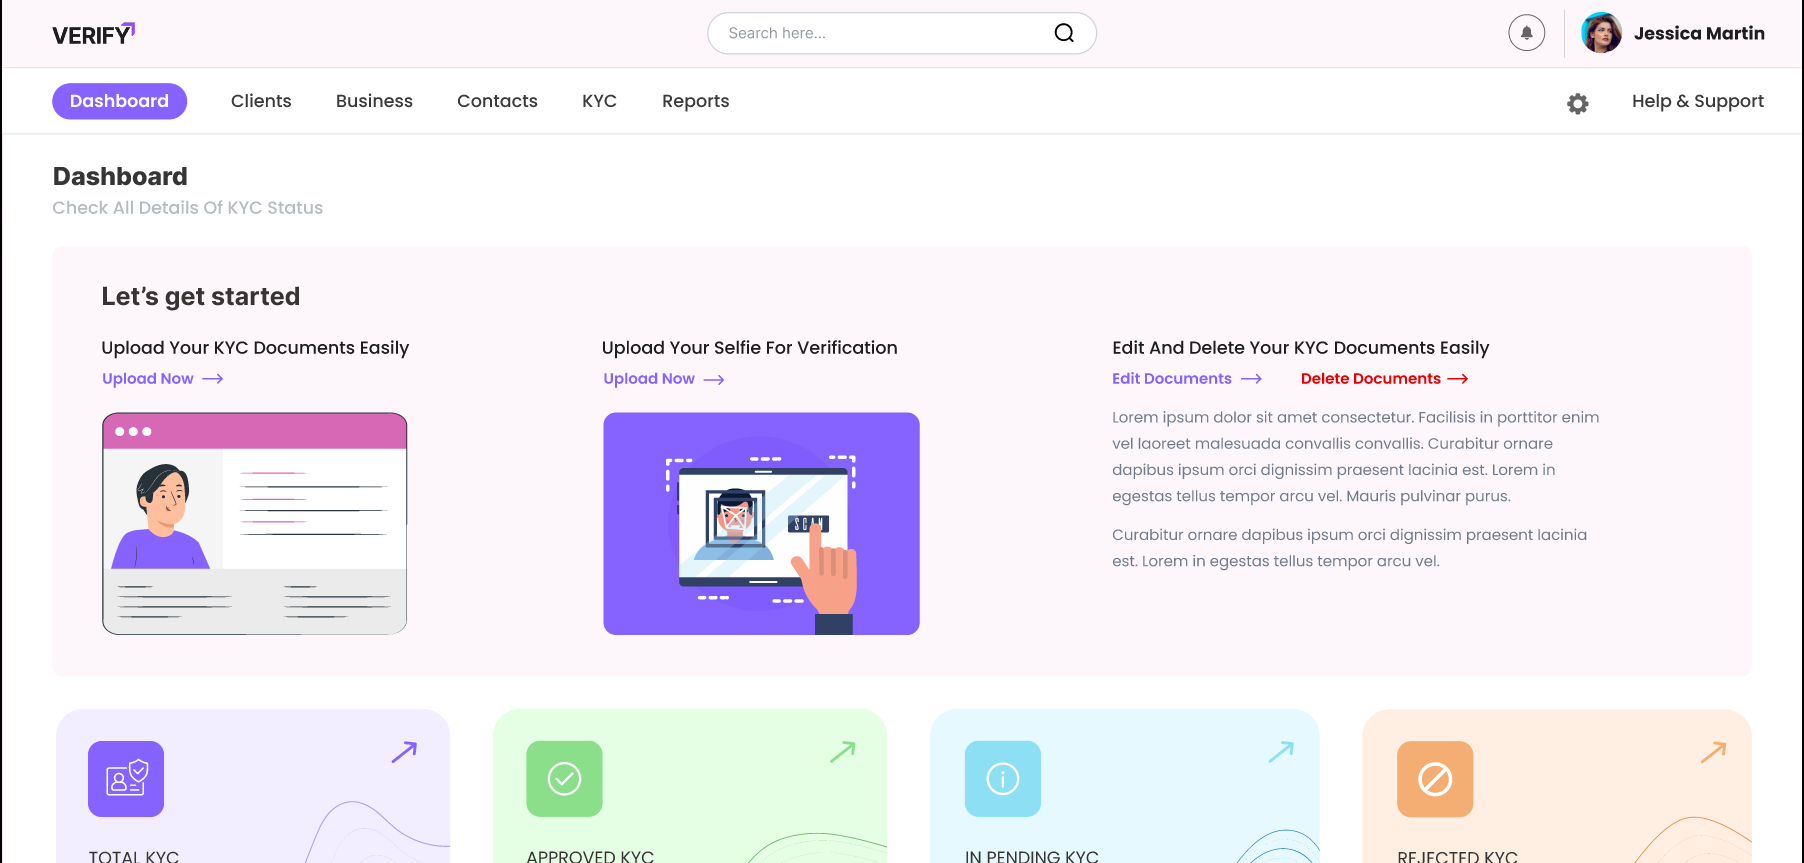 VERIFY
Search here...
Jessica Martin
Dashboard
Clients
Business
Contacts
KYC
Reports
Help & Support
Dashboard
Check All Details Of KYC Status
Let's get started
Upload Your KYC Documents Easily
Upload Now
Upload Your Selfie For Verification
Upload Now
SCAN
Edit And Delete Your KYC Documents Easily
Edit Documents
Delete Documents
Lorem ipsum dolor sit amet consectetur. Facilisis in porttitor enim
vel laoreet malesuada convallis convallis. Curabitur ornare
dapibus ipsum orci dignissim praesent lacinia est. Lorem in
egestas tellus tempor arcu vel. Mauris pulvinar purus.
Curabitur ornare dapibus ipsum orci dignissim praesent lacinia
est. Lorem in egestas tellus tempor arcu vel.
TOTAL KYC
APPROVED KYC
IN PENDING KYC
REJECTED KYC